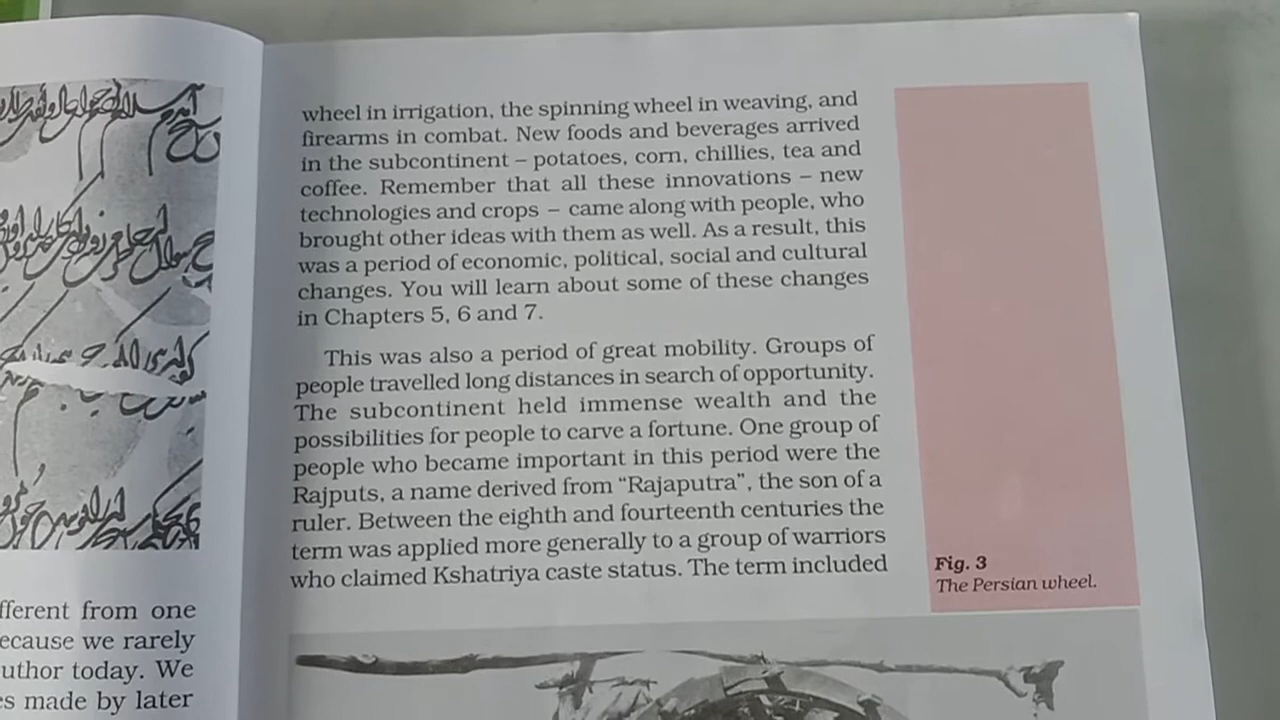 wheel in irrigation, the spinning wheel in weaving, and
firearms in combat. New foods and beverages arrived
in the subcontinent – potatoes, corn, chillies, tea and
coffee. Remember that all these innovations – new
technologies and crops – came along with people, who
brought other ideas with them as well. As a result, this
was a period of economic, political, social and cultural
changes. You will learn about some of these changes
in Chapters 5, 6 and 7.
This was also a period of great mobility. Groups of
people travelled long distances in search of opportunity.
The subcontinent held immense wealth and the
possibilities for people to carve a fortune. One group of
people who became important in this period were the
Rajputs, a name derived from “Rajaputra”, the son of a
ruler. Between the eighth and fourteenth centuries the
term was applied more generally to a group of warriors
who claimed Kshatriya caste status. The term included
Fig. 3
The Persian wheel.
from one
we rarely
today. We
made by later